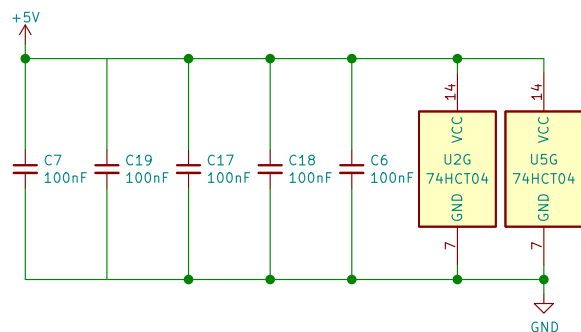 +5V
C7
100nF
C19
100nF
C17
100nF
C18
100nF
C6
100nF
14
VCC
U2G
74HCT04
GND
7
14
VCC
U5G
74HCT04
GND
7
GND